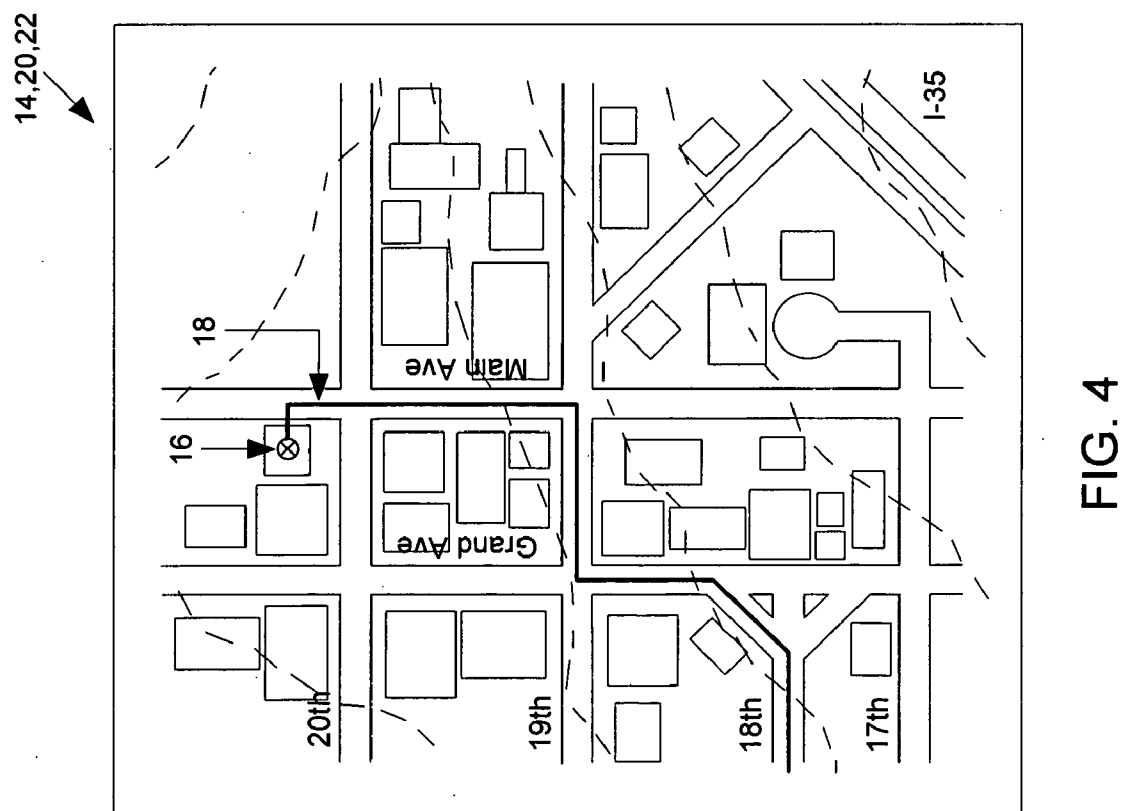 14,20,22
18
16
Main Ave
Grand Ave
20th
19th
18th
17th
I-35
FIG. 4